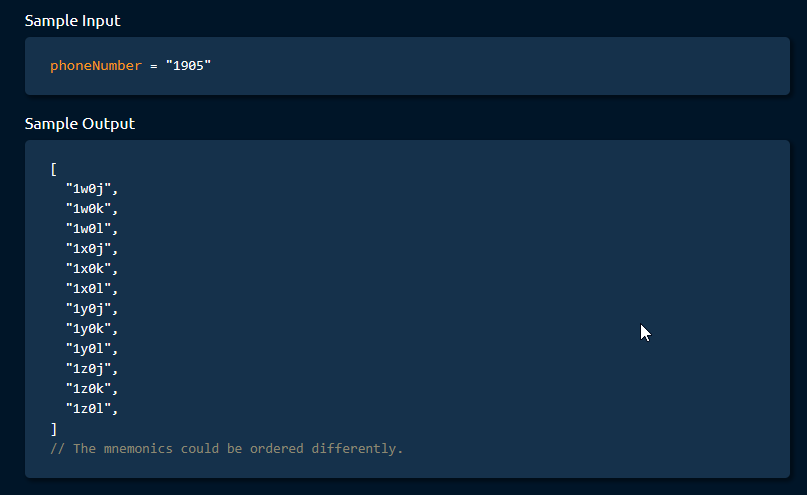 Sample Input
phoneNumber = "1905"
Sample Output
[
"1w0j",
"1w0k",
"1w0l",
"1x0j",
"1x0k",
"1x0l",
"1y0j",
"1y0k",
"1y0l",
"1z0j",
"1z0k",
"1z0l",
]
// The mnemonics could be ordered differently.